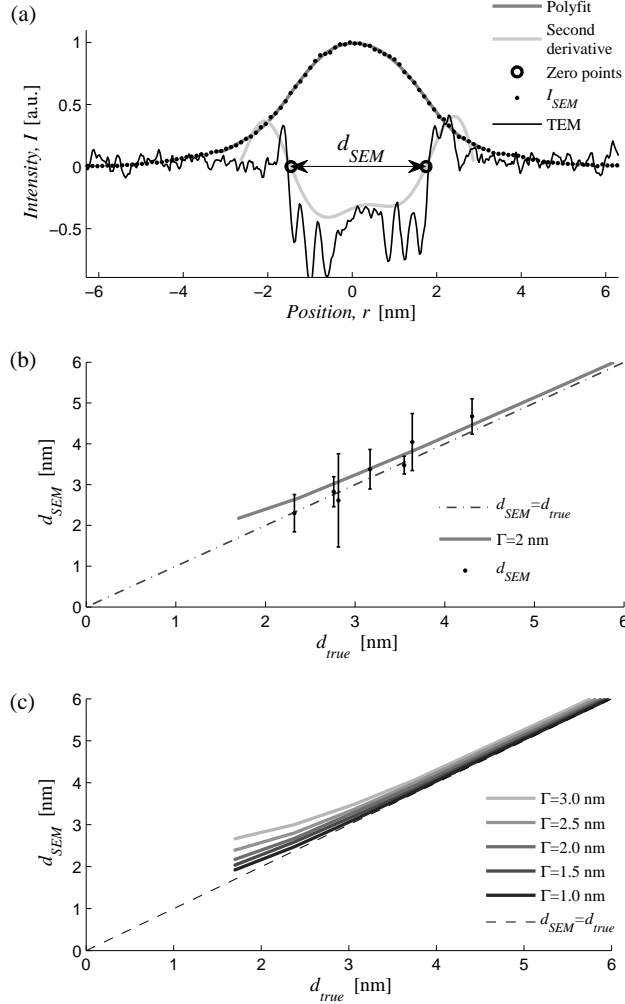 (a)
Polyfit
Second
derivative
Zero points
I_SEM
TEM
d_SEM
1
0.5
0
−0.5
Intensity, I [a.u.]
−6 −4 −2 0 2 4 6
Position, r [nm]
(b)
6
5
4
3
2
1
0
d_SEM [nm]
d_SEM=d_true
Γ=2 nm
d_SEM
0 1 2 3 4 5 6
d_true [nm]
(c)
6
5
4
3
2
1
0
d_SEM [nm]
Γ=3.0 nm
Γ=2.5 nm
Γ=2.0 nm
Γ=1.5 nm
Γ=1.0 nm
d_SEM=d_true
0 1 2 3 4 5 6
d_true [nm]